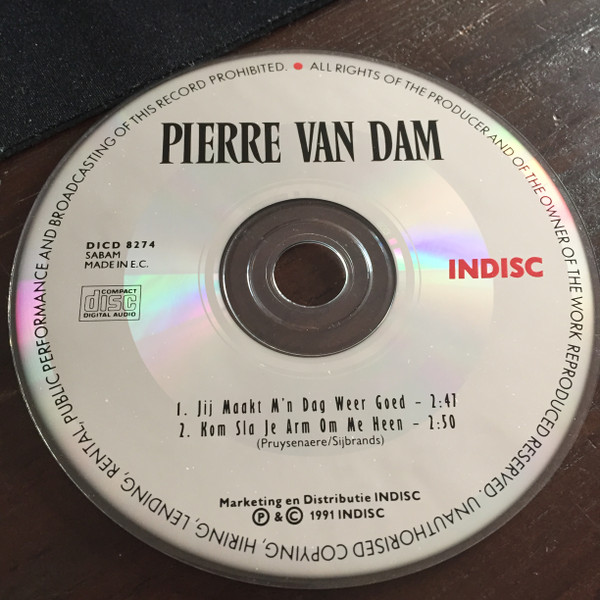 ALL RIGHTS OF THE PRODUCER AND OF THE OWNER OF THE WORK REPRODUCED RESERVED. UNAUTHORISED COPYING, HIRING, LENDING, RENTAL, PUBLIC PERFORMANCE AND BROADCASTING OF THIS RECORD PROHIBITED.
PIERRE VAN DAM
DICD 8274
SABAM
MADE IN E.C.
INDISC
COMPACT
disc
DIGITAL AUDIO
1. Jij Maakt M'n Dag Weer Goed - 2:47
2. Kom Sla Je Arm Om Me Heen - 2:50
(Pruysenaere/Sijbrands)
Marketing en Distributie INDISC
Ⓟ & © 1991 INDISC